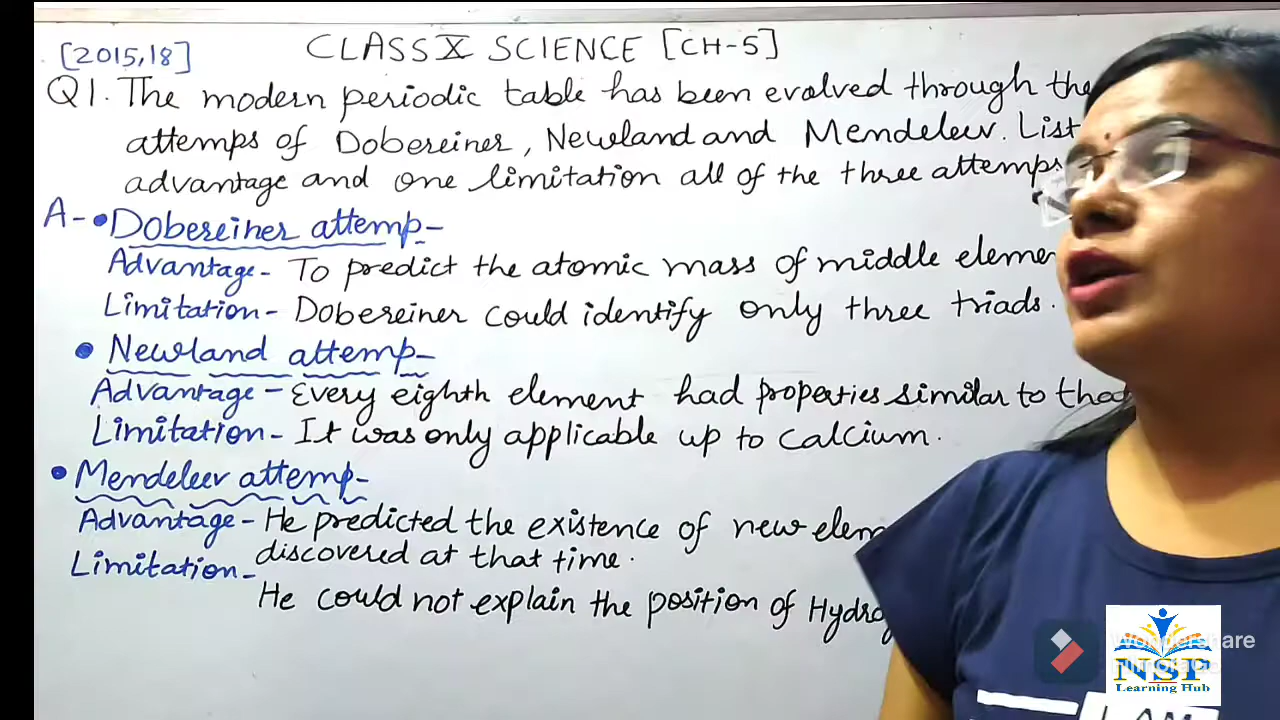 [2015,18] CLASS X SCIENCE [CH-5]
Q1. The modern periodic table has been evolved through the
attemps of Dobereiner, Newland and Mendeleev. List
advantage and one limitation all of the three attemps.
A- • Dobereiner attemp-
Advantage - To predict the atomic mass of middle
Limitation - Dobereiner could identify only three triads.
• Newland attemp-
Advantage - Every eighth element had properties similar to
Limitation - It was only applicable up to Calcium.
• Mendeleev attemp-
Advantage - He predicted the existence of new
discovered at that time.
Limitation -
He could not explain the position of
Wondershare
NSP
Learning Hub
I AM